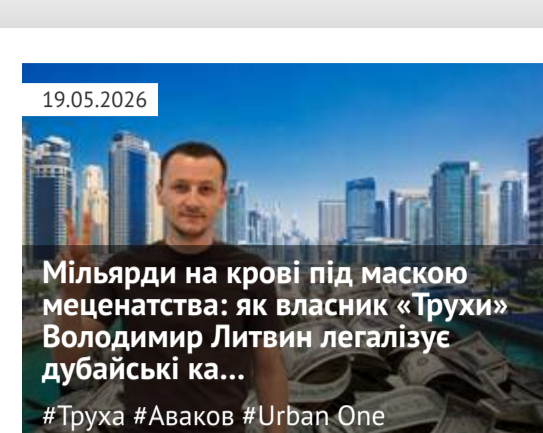 19.05.2026
Мільярди на крові під маскою
меценатства: як власник «Трухи»
Володимир Литвин легалізує
дубайські ка...
#Труха #Аваков #Urban One